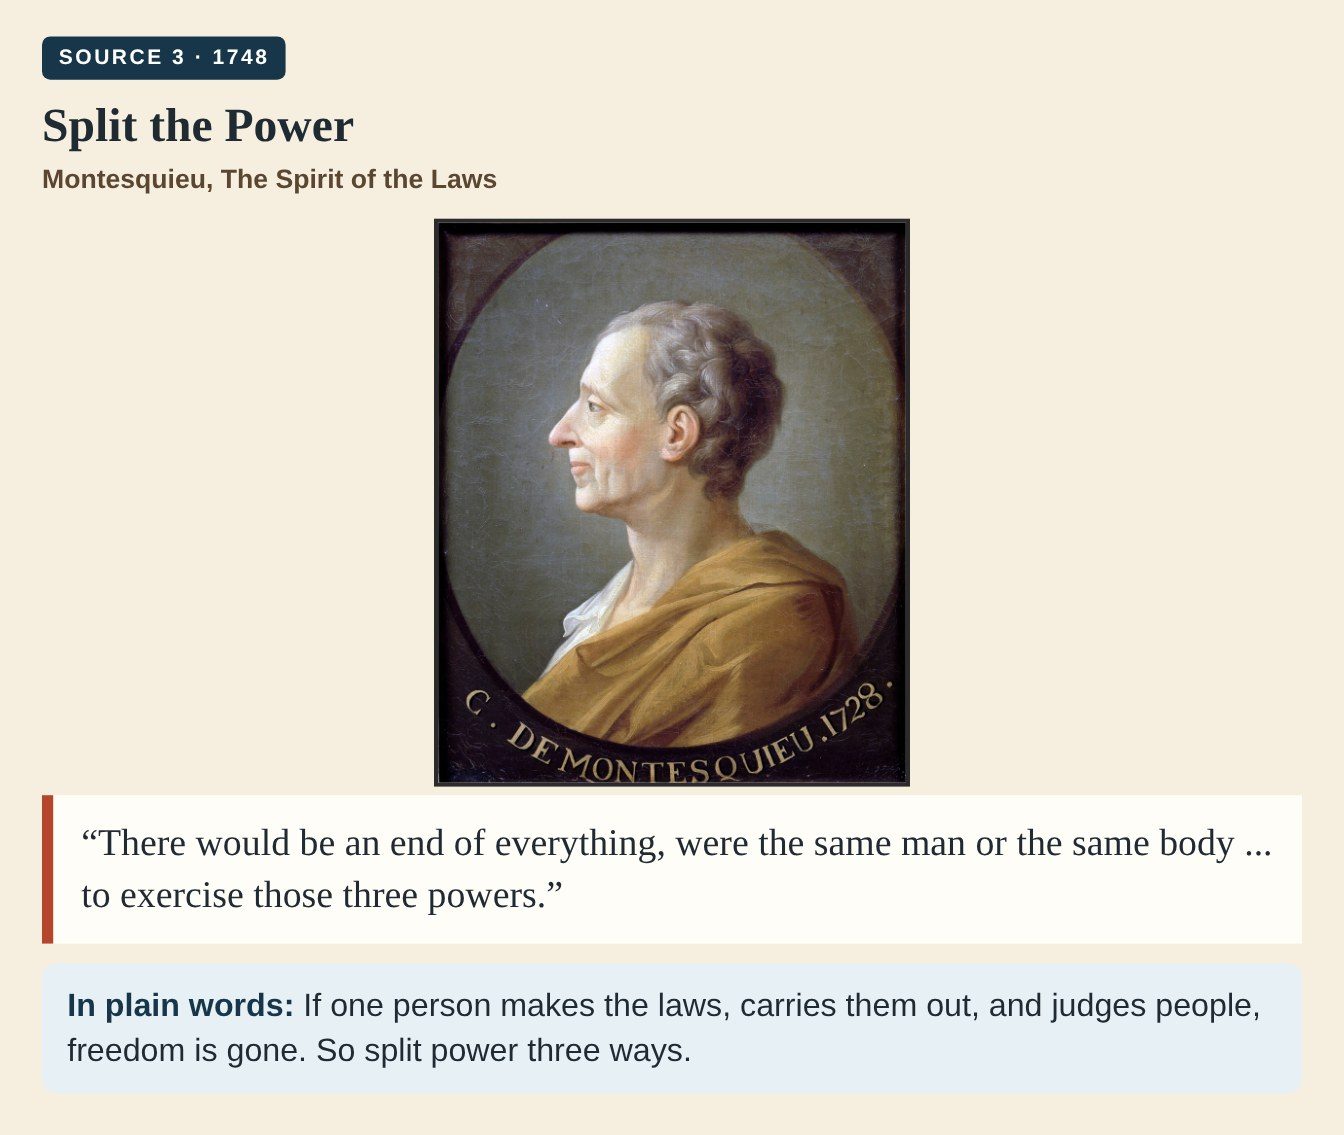 SOURCE 3 · 1748
Split the Power
Montesquieu, The Spirit of the Laws
C. DE MONTESQUIEU.1728.
“There would be an end of everything, were the same man or the same body ...
to exercise those three powers.”
In plain words: If one person makes the laws, carries them out, and judges people,
freedom is gone. So split power three ways.